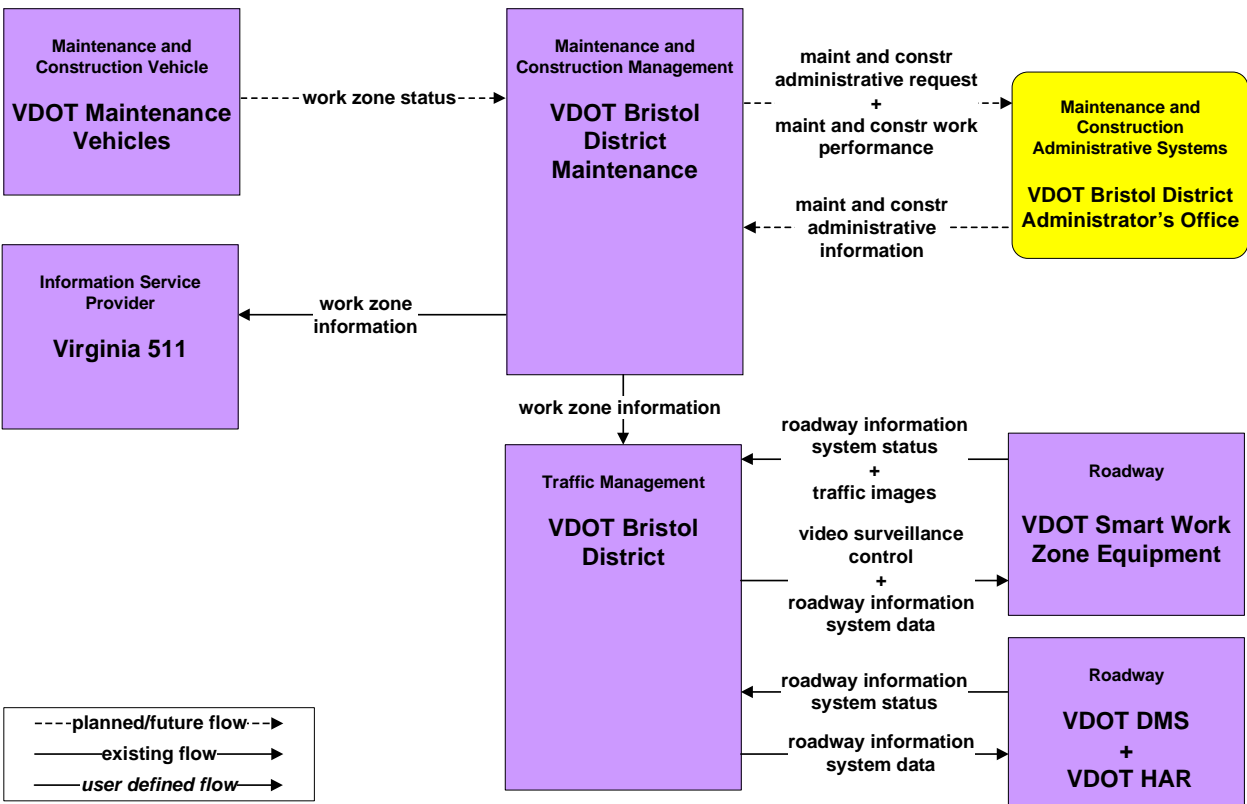 Maintenance and
Construction Vehicle
VDOT Maintenance
Vehicles
work zone status
Maintenance and
Construction Management
VDOT Bristol
District
Maintenance
maint and constr
administrative request
+
maint and constr work
performance
maint and constr
administrative
information
Maintenance and
Construction
Administrative Systems
VDOT Bristol District
Administrator's Office
Information Service
Provider
Virginia 511
work zone
information
work zone information
Traffic Management
VDOT Bristol
District
roadway information
system status
+
traffic images
video surveillance
control
+
roadway information
system data
Roadway
VDOT Smart Work
Zone Equipment
roadway information
system status
roadway information
system data
Roadway
VDOT DMS
+
VDOT HAR
planned/future flow
existing flow
user defined flow